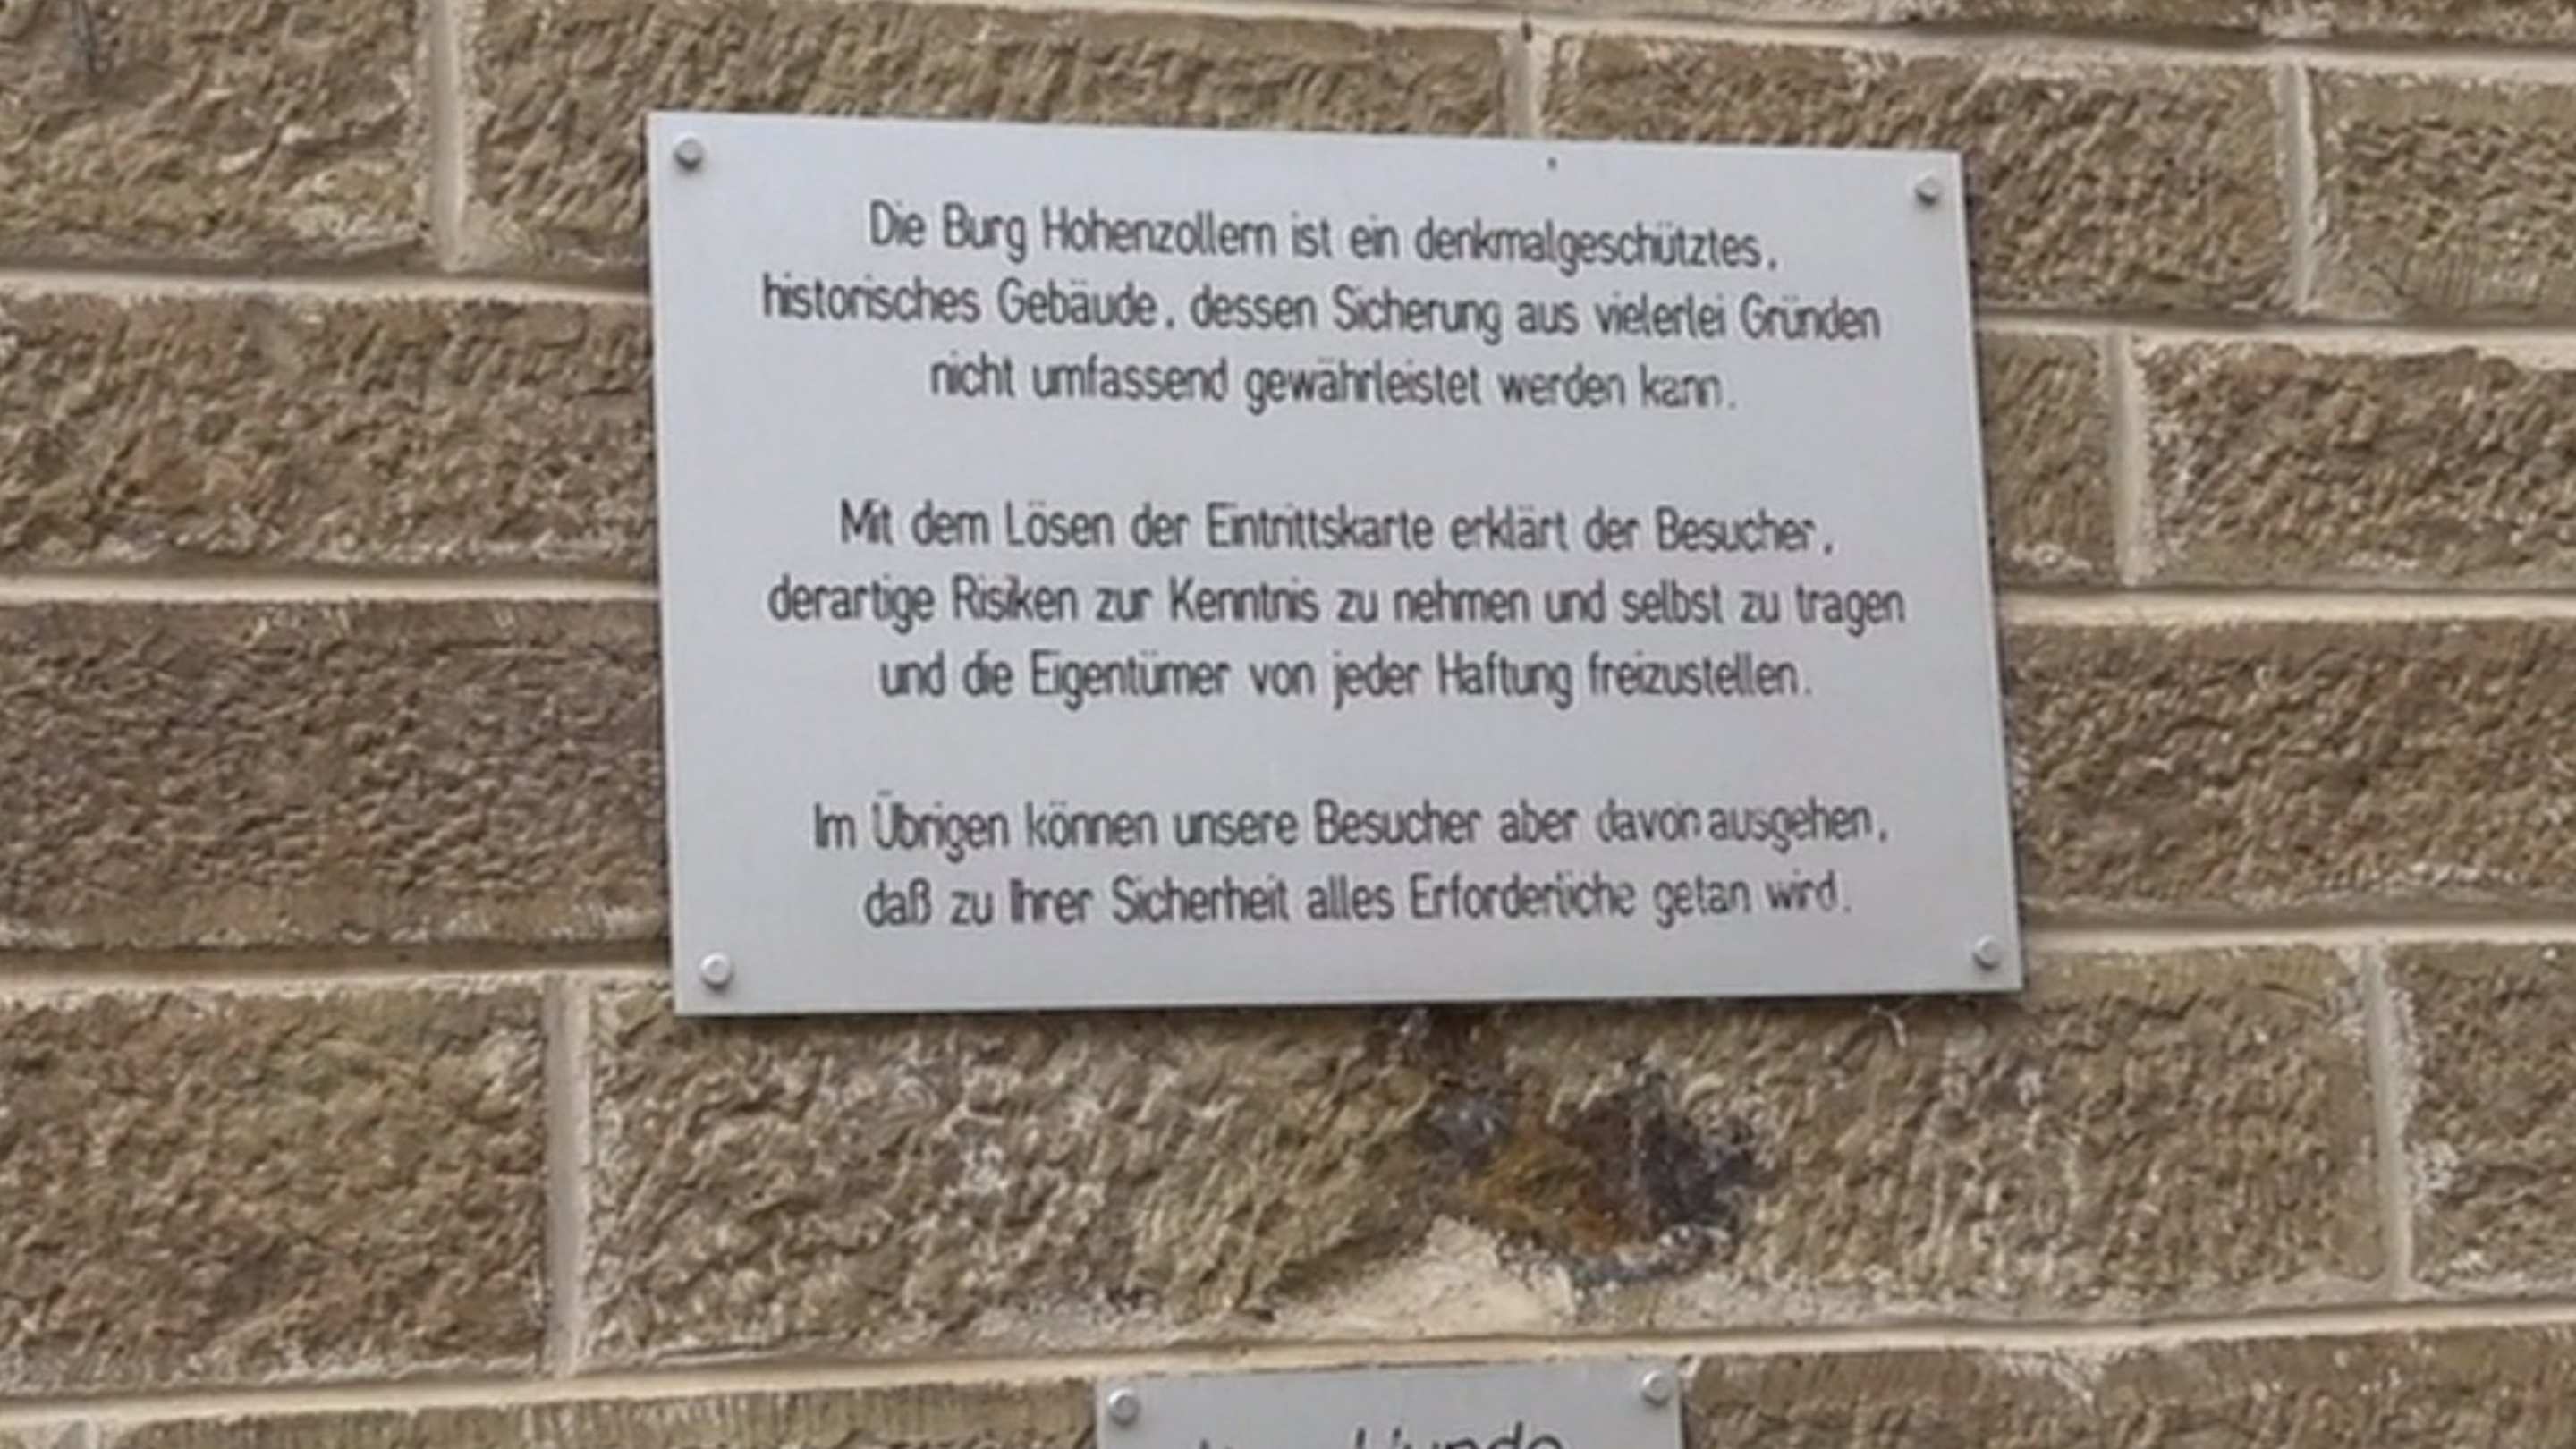 Die Burg Hohenzollern ist ein denkmalgeschütztes,
historisches Gebäude, dessen Sicherung aus vielerlei Gründen
nicht umfassend gewährleistet werden kann.
Mit dem Lösen der Eintrittskarte erklärt der Besucher,
derartige Risiken zur Kenntnis zu nehmen und selbst zu tragen
und die Eigentümer von jeder Haftung freizustellen.
Im Übrigen können unsere Besucher aber davon ausgehen,
daß zu Ihrer Sicherheit alles Erforderliche getan wird.
Hunde